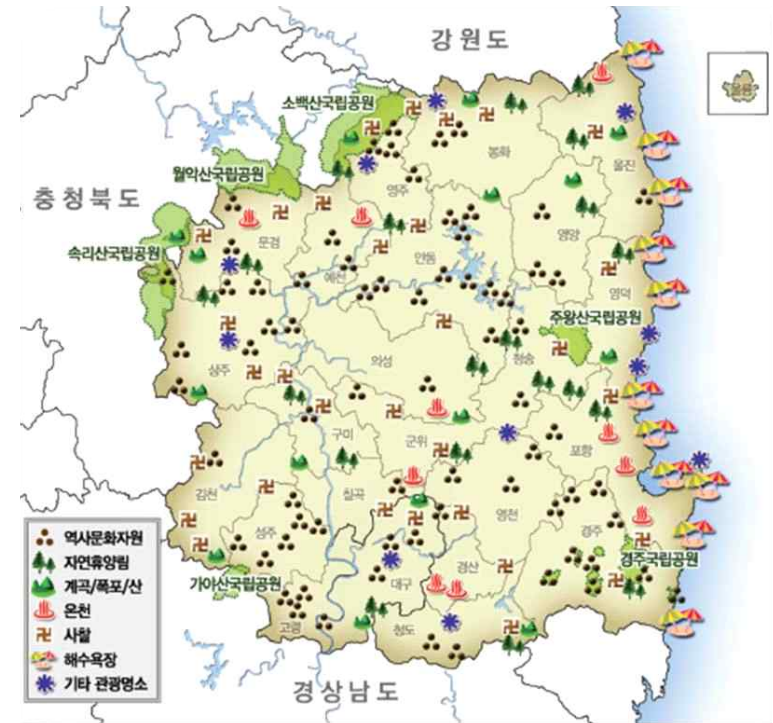 강원도
울릉
소백산국립공원
봉화
울진
월악산국립공원
영주
충청북도
문경
영양
속리산국립공원
예천
안동
영덕
주왕산국립공원
상주
의성
청송
구미
군위
포항
김천
칠곡
영천
성주
경주
경주국립공원
가야산국립공원
대구
경산
고령
청도
경상남도
역사문화자원
자연휴양림
계곡/폭포/산
온천
사찰
해수욕장
기타 관광명소